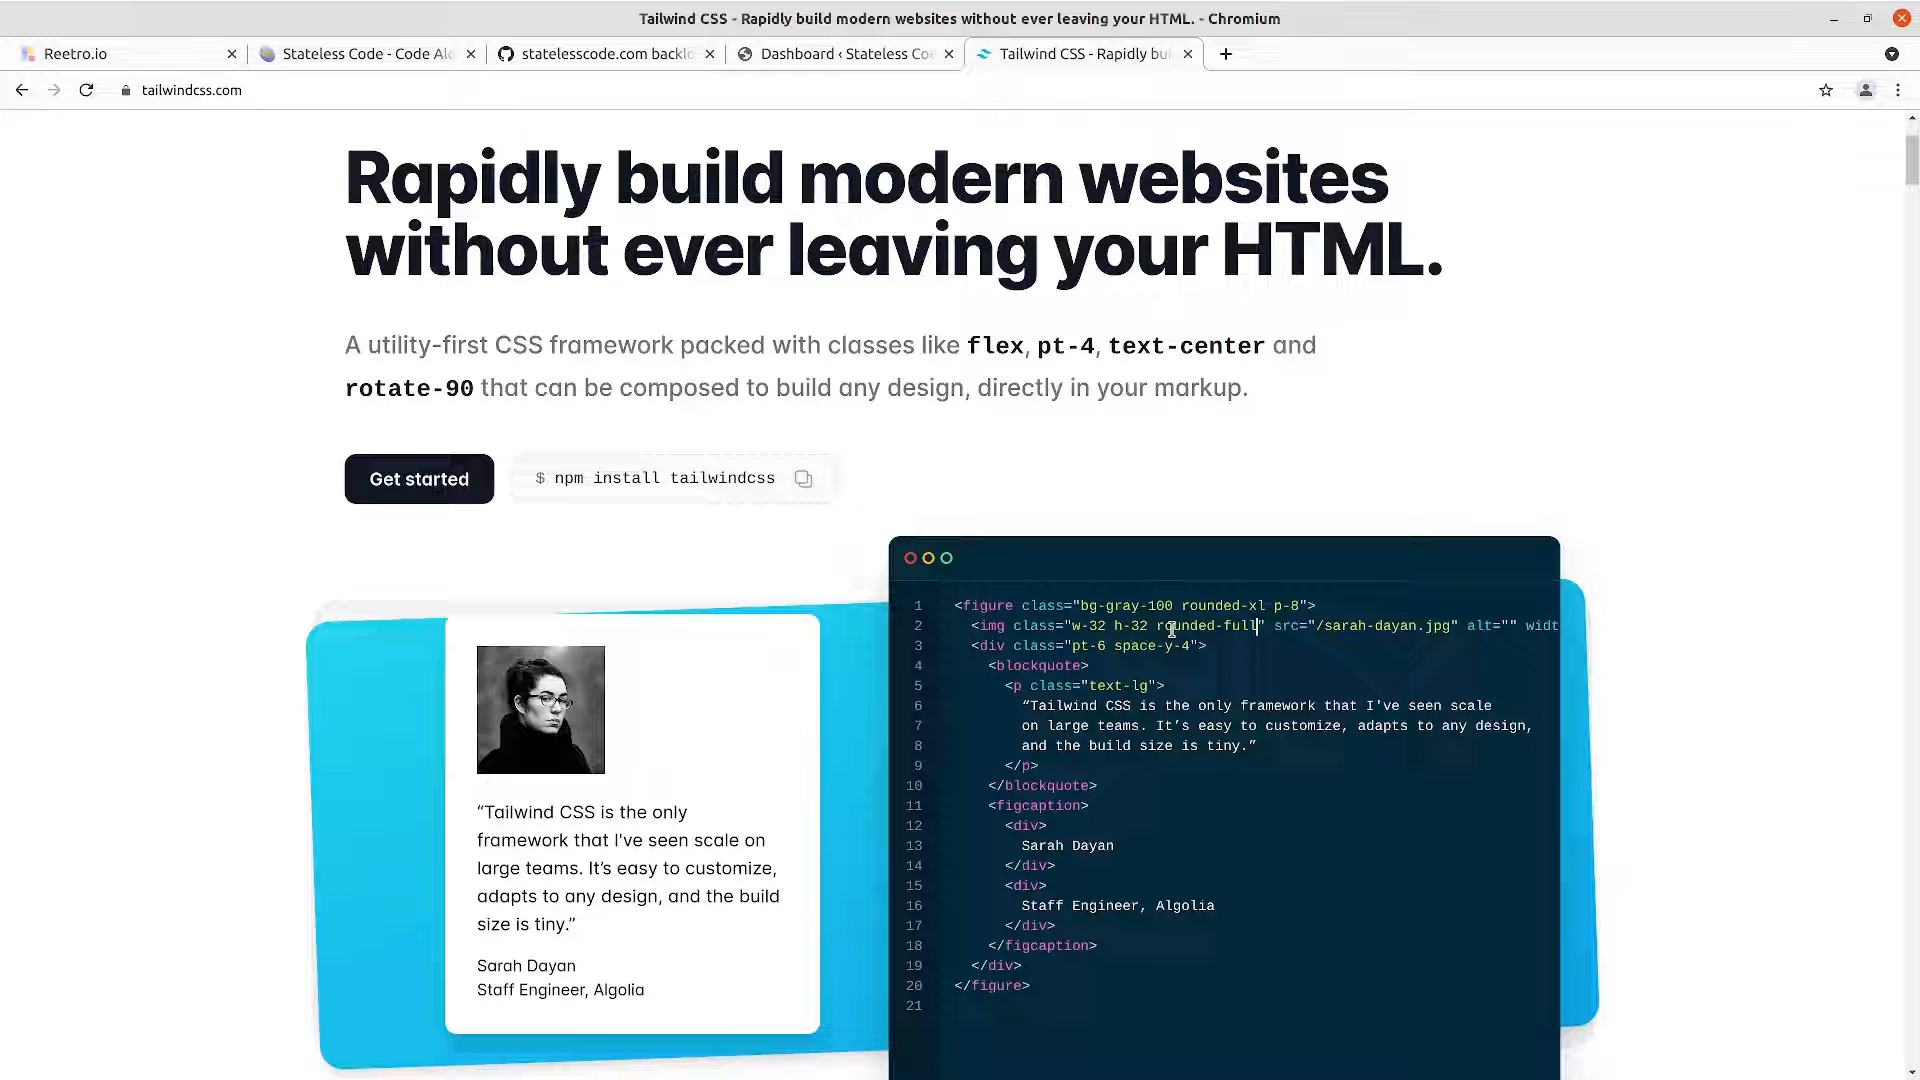 Tailwind CSS - Rapidly build modern websites without ever leaving your HTML. - Chromium
Reetro.io
Stateless Code - Code Alo
statelesscode.com backlo
Dashboard ‹ Stateless Co
Tailwind CSS - Rapidly bui
tailwindcss.com
Rapidly build modern websites
without ever leaving your HTML.
A utility-first CSS framework packed with classes like flex, pt-4, text-center and
rotate-90 that can be composed to build any design, directly in your markup.
Get started
$ npm install tailwindcss
1 <figure class="bg-gray-100 rounded-xl p-8">
2 <img class="w-32 h-32 rounded-full" src="/sarah-dayan.jpg" alt="" widt
3 <div class="pt-6 space-y-4">
4 <blockquote>
5 <p class="text-lg">
6 “Tailwind CSS is the only framework that I've seen scale
7 on large teams. It’s easy to customize, adapts to any design,
8 and the build size is tiny.”
9 </p>
10 </blockquote>
11 <figcaption>
12 <div>
13 Sarah Dayan
14 </div>
15 <div>
16 Staff Engineer, Algolia
17 </div>
18 </figcaption>
19 </div>
20 </figure>
21
“Tailwind CSS is the only
framework that I've seen scale on
large teams. It’s easy to customize,
adapts to any design, and the build
size is tiny.”
Sarah Dayan
Staff Engineer, Algolia